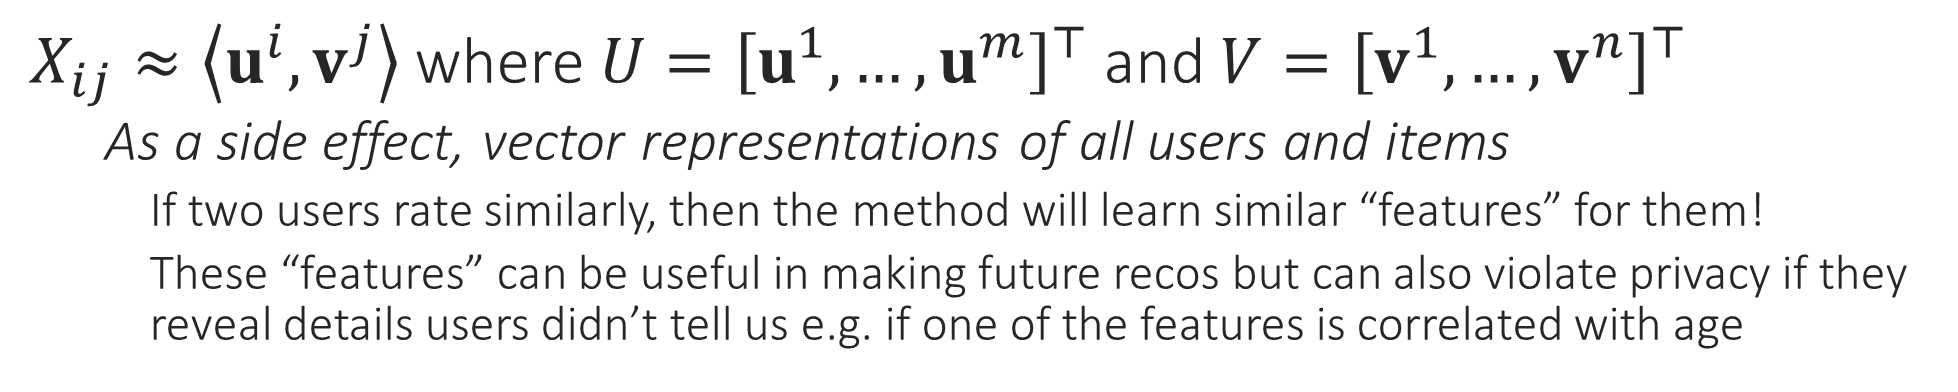 X_{ij} ≈ ⟨𝐮^i, 𝐯^j⟩ where U = [𝐮^1, …, 𝐮^m]^⊤ and V = [𝐯^1, …, 𝐯^n]^⊤
As a side effect, vector representations of all users and items
If two users rate similarly, then the method will learn similar “features” for them!
These “features” can be useful in making future recos but can also violate privacy if they
reveal details users didn’t tell us e.g. if one of the features is correlated with age